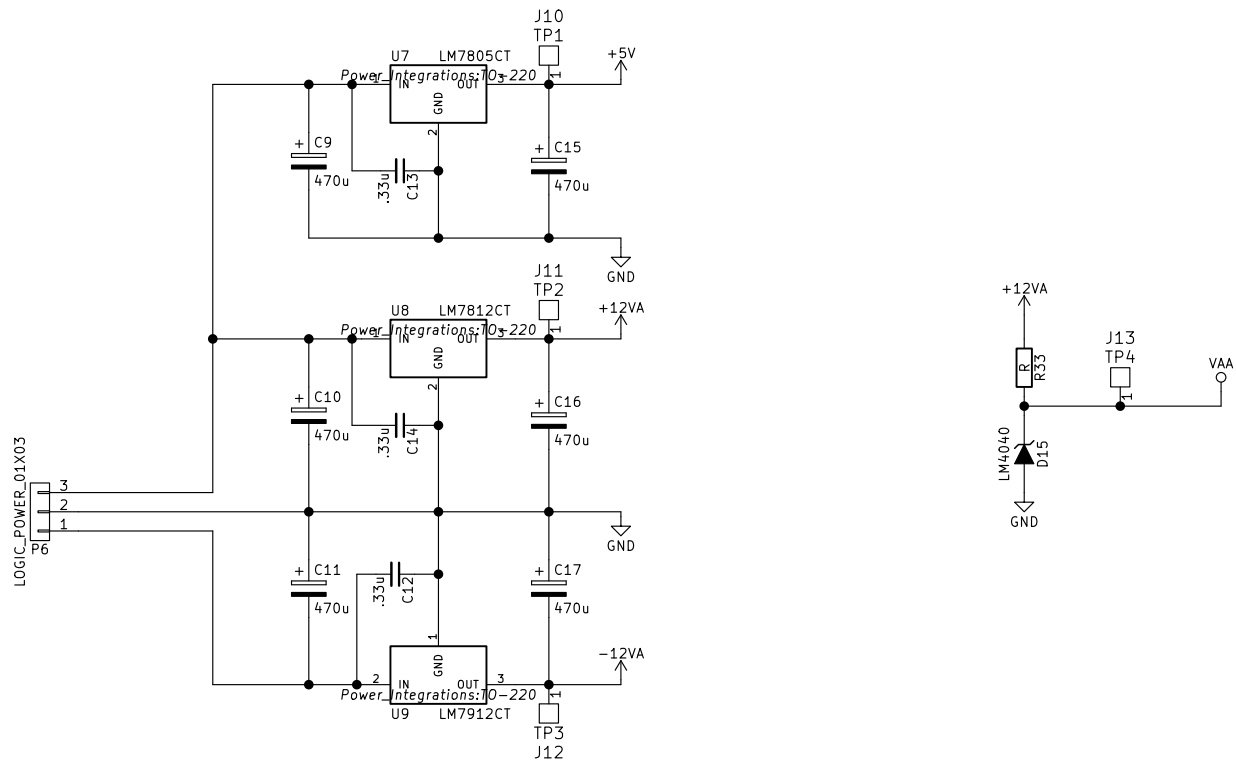 J10
TP1
+5V
U7 LM7805CT
Power_Integrations:TO-220
1 IN OUT 3 1
GND
2
+ C9
470u
.33u
C13
+ C15
470u
GND
J11
TP2
+12VA
U8 LM7812CT
Power_Integrations:TO-220
1 IN OUT 3 1
GND
2
+ C10
470u
.33u
C14
+ C16
470u
LOGIC_POWER_01X03
3
2
1
P6
GND
+ C11
470u
.33u
C12
+ C17
470u
1
GND
-12VA
2 IN OUT 3 1
Power_Integrations:TO-220
U9 LM7912CT
TP3
J12
+12VA
R
R33
J13
TP4
1
VAA
LM4040
D15
GND